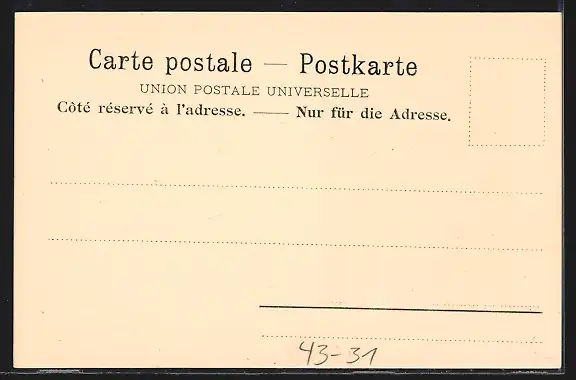 Carte postale — Postkarte
UNION POSTALE UNIVERSELLE
Côté réservé à l'adresse. — Nur für die Adresse.
43-31